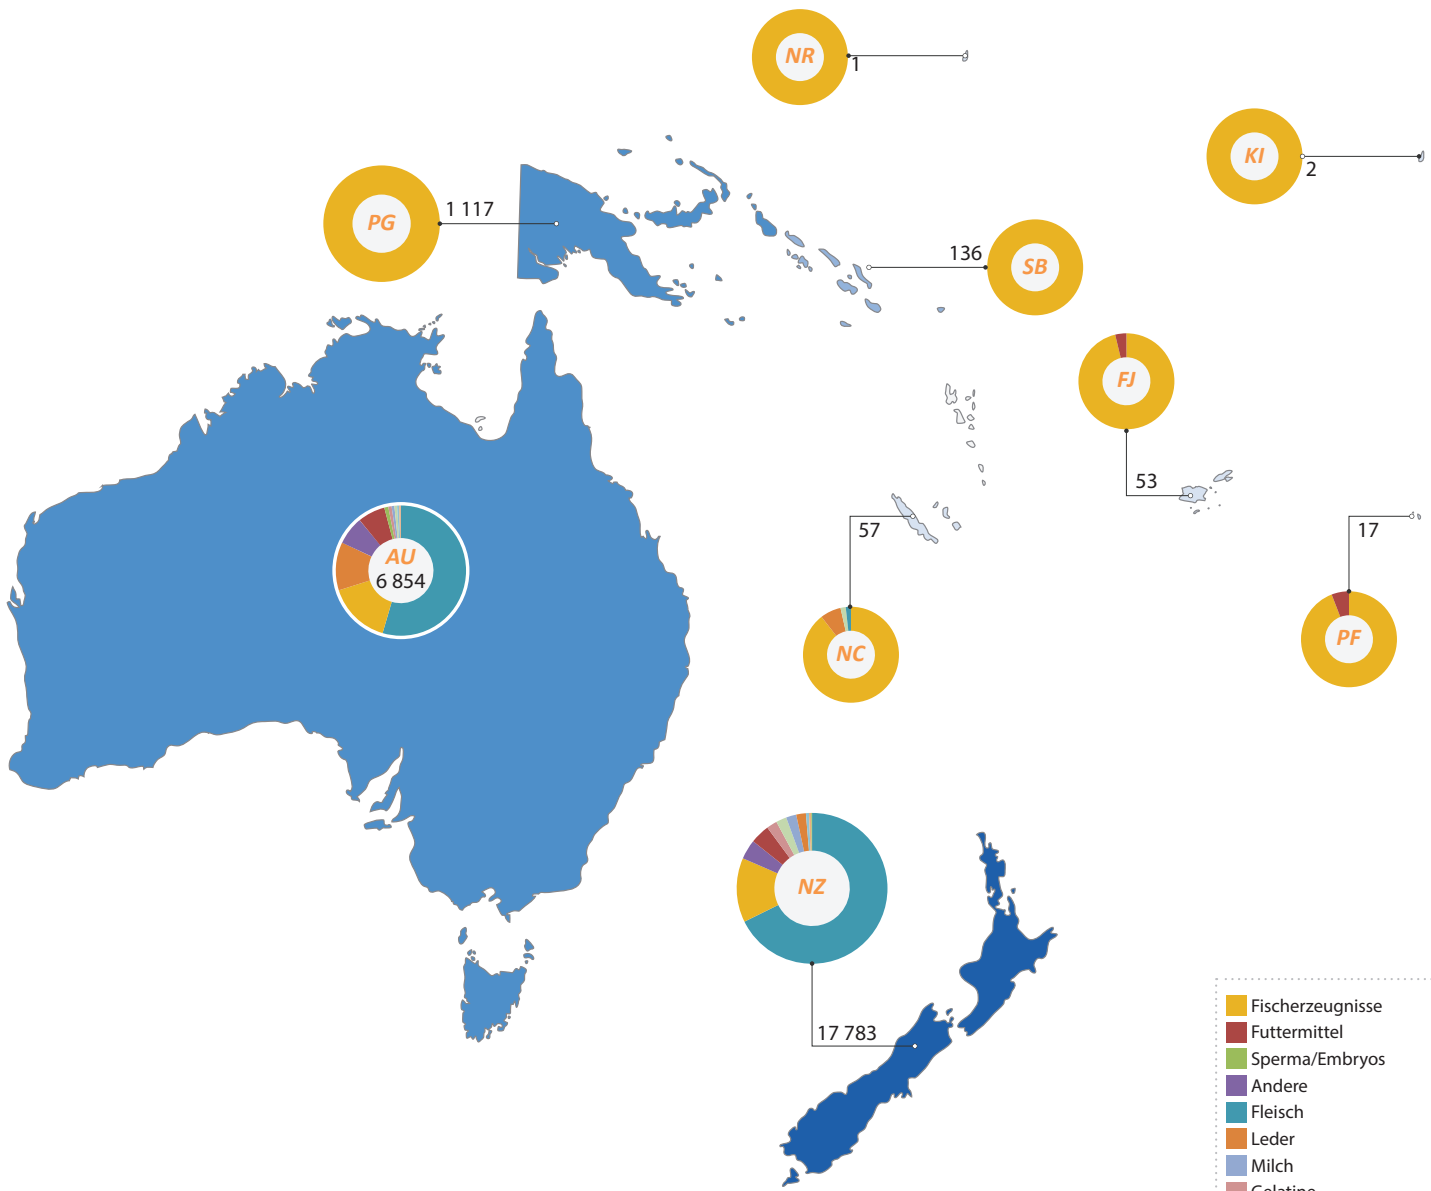 NR
1
KI
2
PG
1 117
136
SB
FJ
53
AU
6 854
57
17
NC
PF
NZ
17 783
Fischerzeugnisse
Futtermittel
Sperma/Embryos
Andere
Fleisch
Leder
Milch
Gelatine